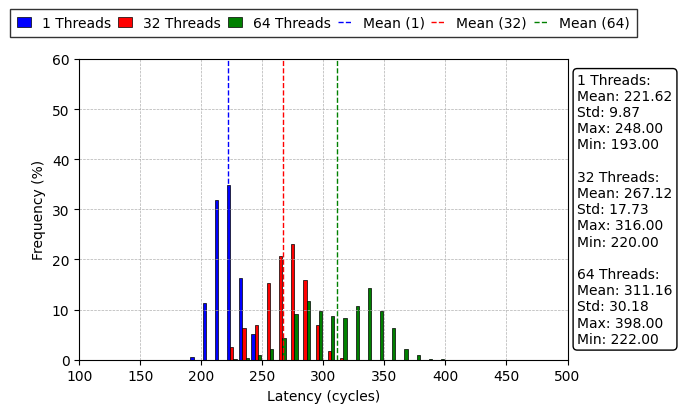 1 Threads 32 Threads 64 Threads Mean (1) Mean (32) Mean (64)
60
50
40
30
20
10
0
Frequency (%)
100 150 200 250 300 350 400 450 500
Latency (cycles)
1 Threads:
Mean: 221.62
Std: 9.87
Max: 248.00
Min: 193.00
32 Threads:
Mean: 267.12
Std: 17.73
Max: 316.00
Min: 220.00
64 Threads:
Mean: 311.16
Std: 30.18
Max: 398.00
Min: 222.00